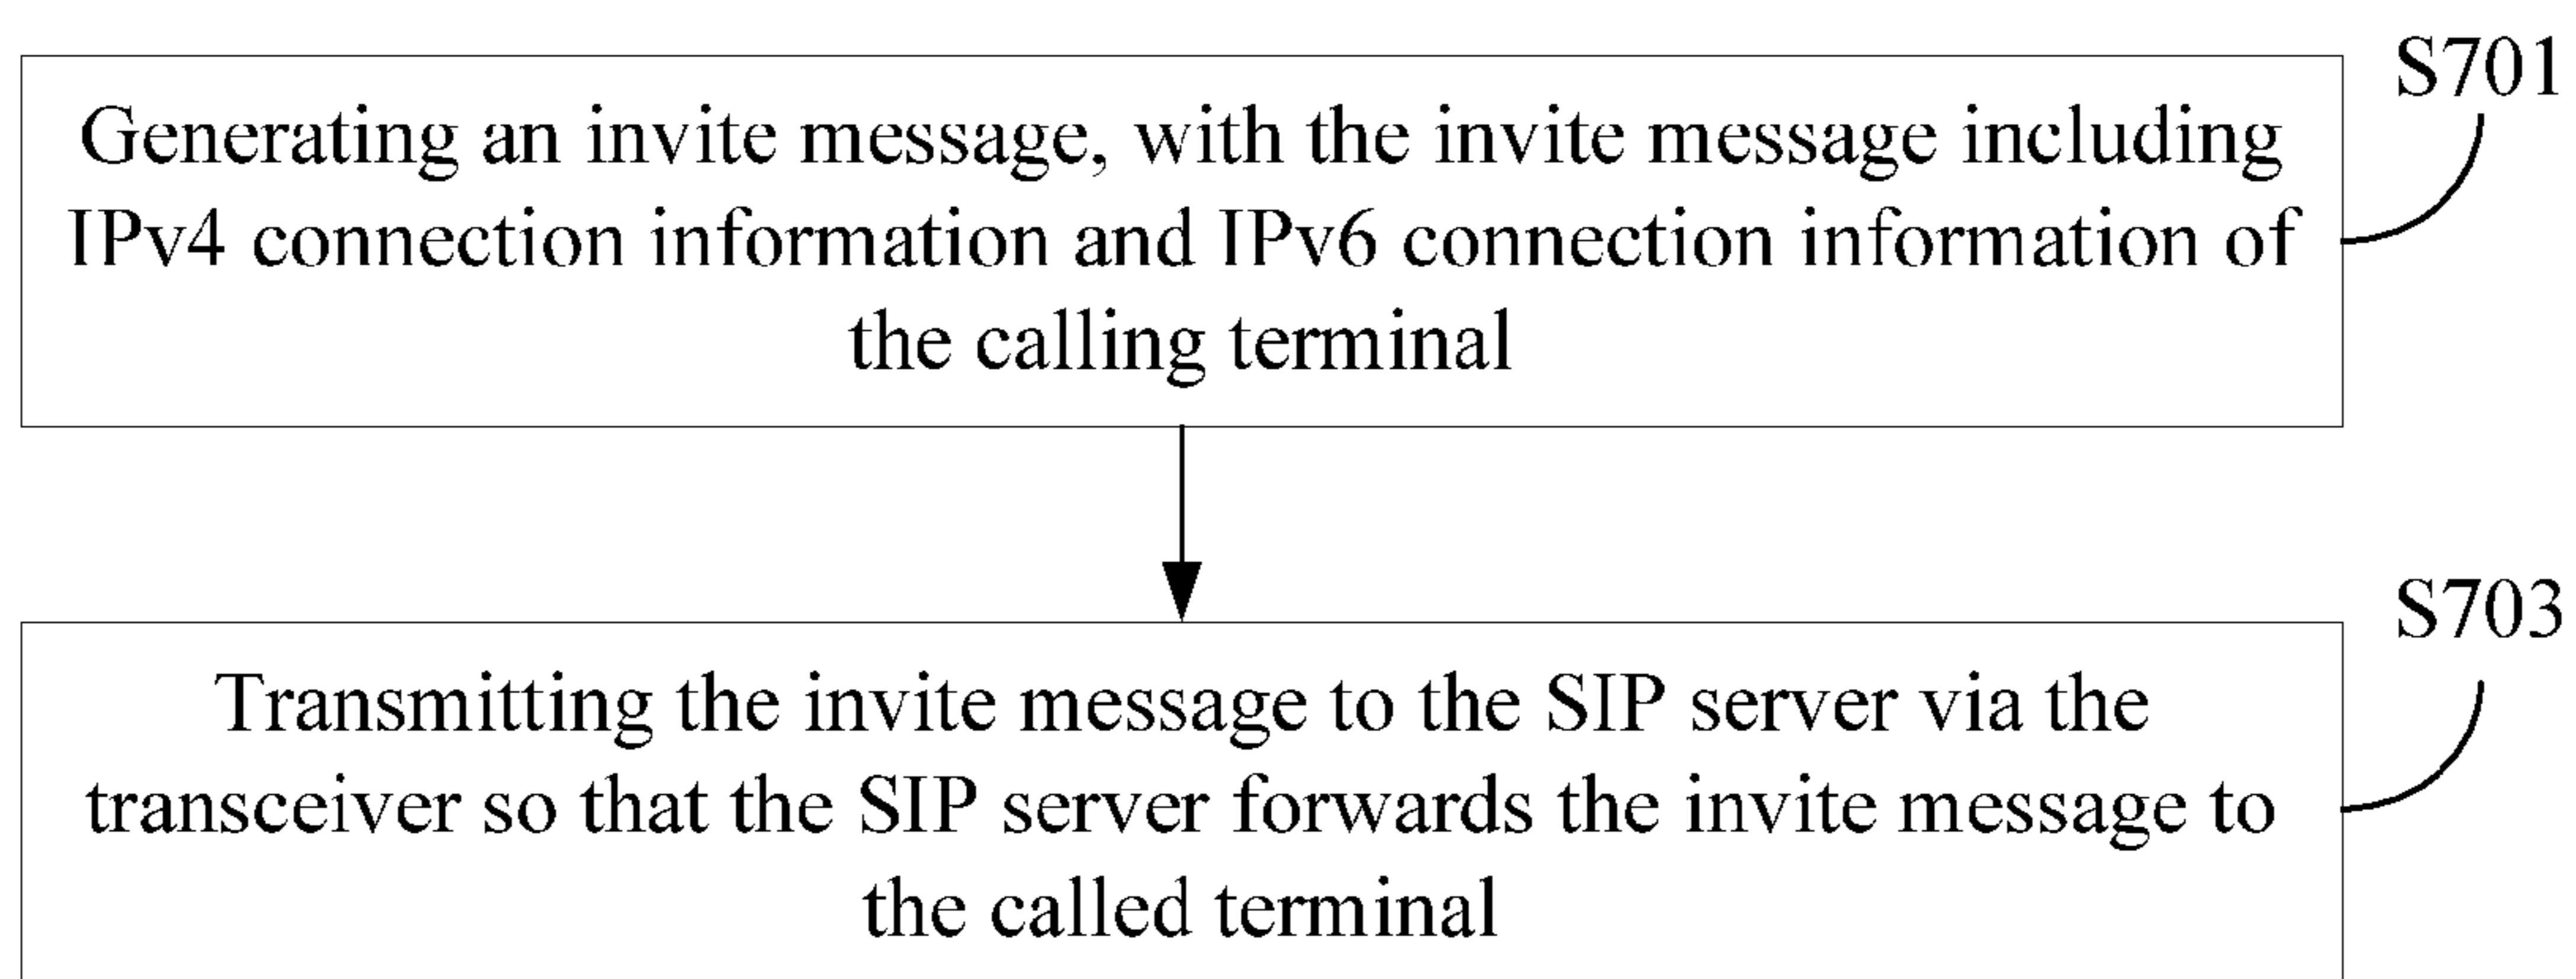 S701
Generating an invite message, with the invite message including
IPv4 connection information and IPv6 connection information of
the calling terminal
S703
Transmitting the invite message to the SIP server via the
transceiver so that the SIP server forwards the invite message to
the called terminal